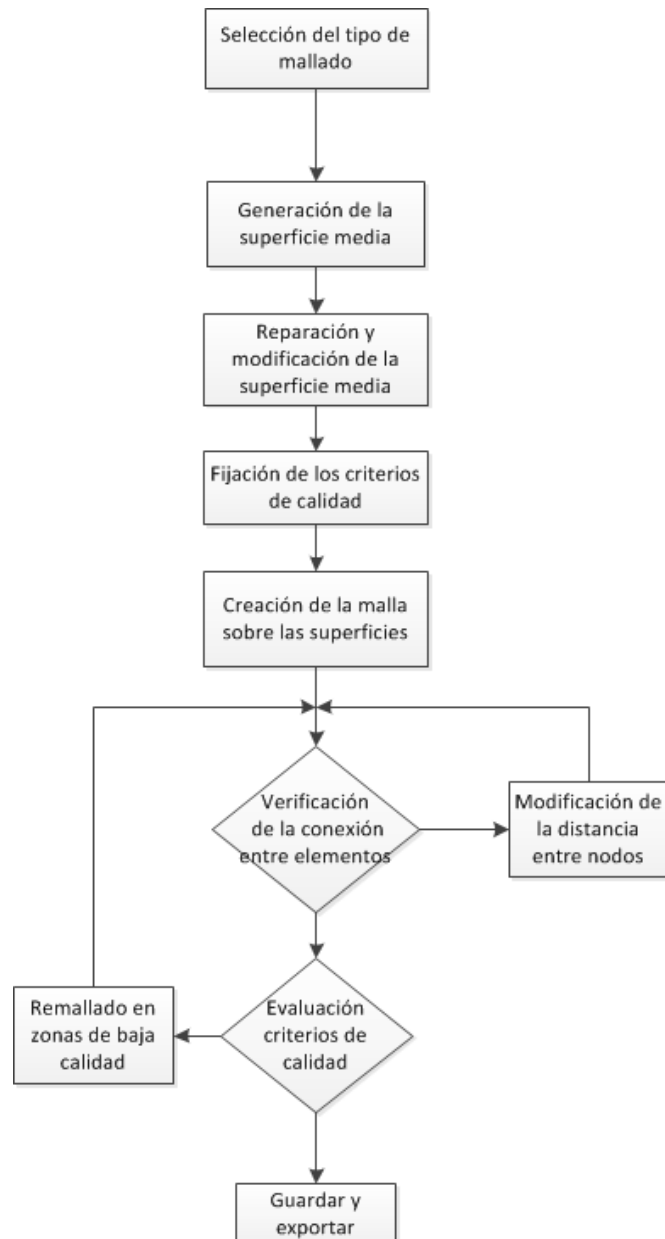 Selección del tipo de
mallado
Generación de la
superficie media
Reparación y
modificación de la
superficie media
Fijación de los criterios
de calidad
Creación de la malla
sobre las superficies
Verificación
de la conexión
entre elementos
Modificación de
la distancia
entre nodos
Remallado en
zonas de baja
calidad
Evaluación
criterios de
calidad
Guardar y
exportar